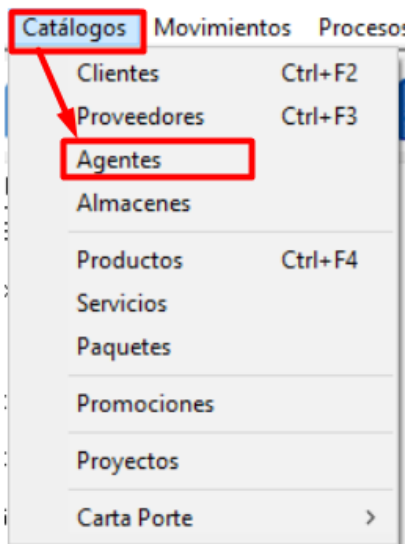 Catálogos Movimientos Procesos
Clientes Ctrl+F2
Proveedores Ctrl+F3
Agentes
Almacenes
Productos Ctrl+F4
Servicios
Paquetes
Promociones
Proyectos
Carta Porte >